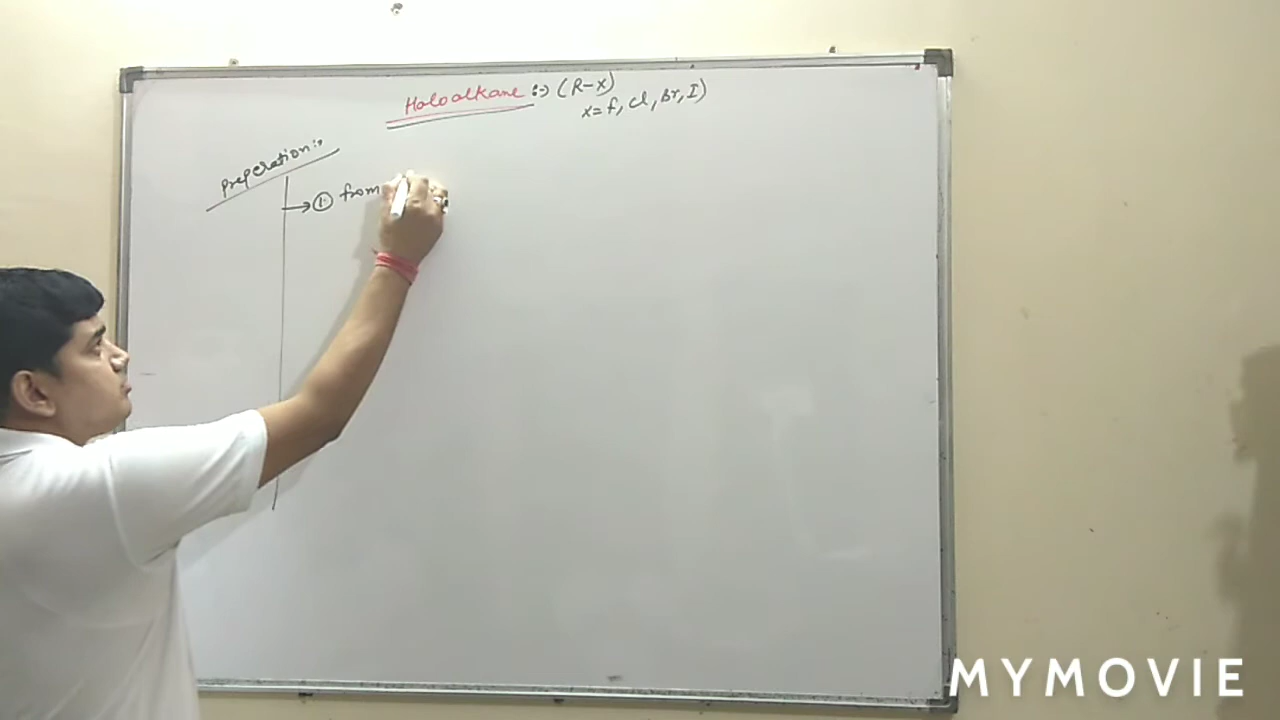 Haloalkane :-) (R-X)
X = F, Cl, Br, I)
Preperation :-
→ ① from
MYMOVIE